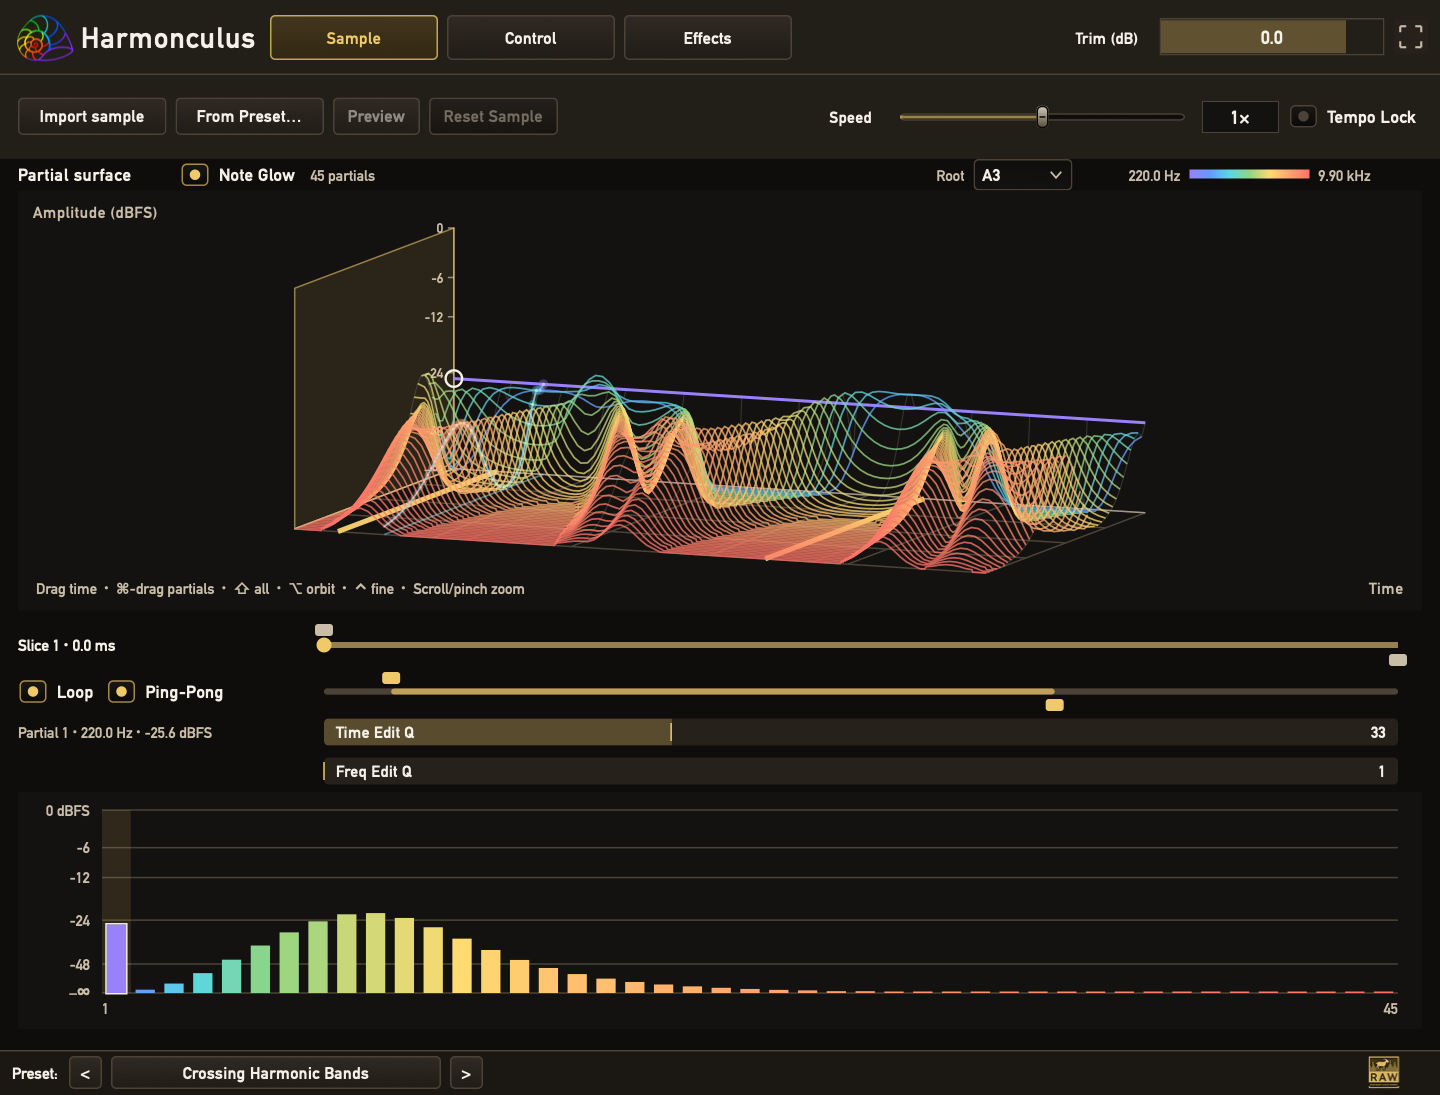 Harmonculus
Sample
Control
Effects
Trim (dB)
0.0
Import sample
From Preset...
Preview
Reset Sample
Speed
1×
Tempo Lock
Partial surface
Note Glow
45 partials
Root
A3
220.0 Hz
9.90 kHz
Amplitude (dBFS)
0
-6
-12
24
Drag time • ⌘-drag partials • ⇧ all • ⌥ orbit • ^ fine • Scroll/pinch zoom
Time
Slice 1 • 0.0 ms
Loop
Ping-Pong
Partial 1 • 220.0 Hz • -25.6 dBFS
Time Edit Q
33
Freq Edit Q
1
0 dBFS
-6
-12
-24
-48
-∞
1
45
Preset:
<
Crossing Harmonic Bands
>
RAW